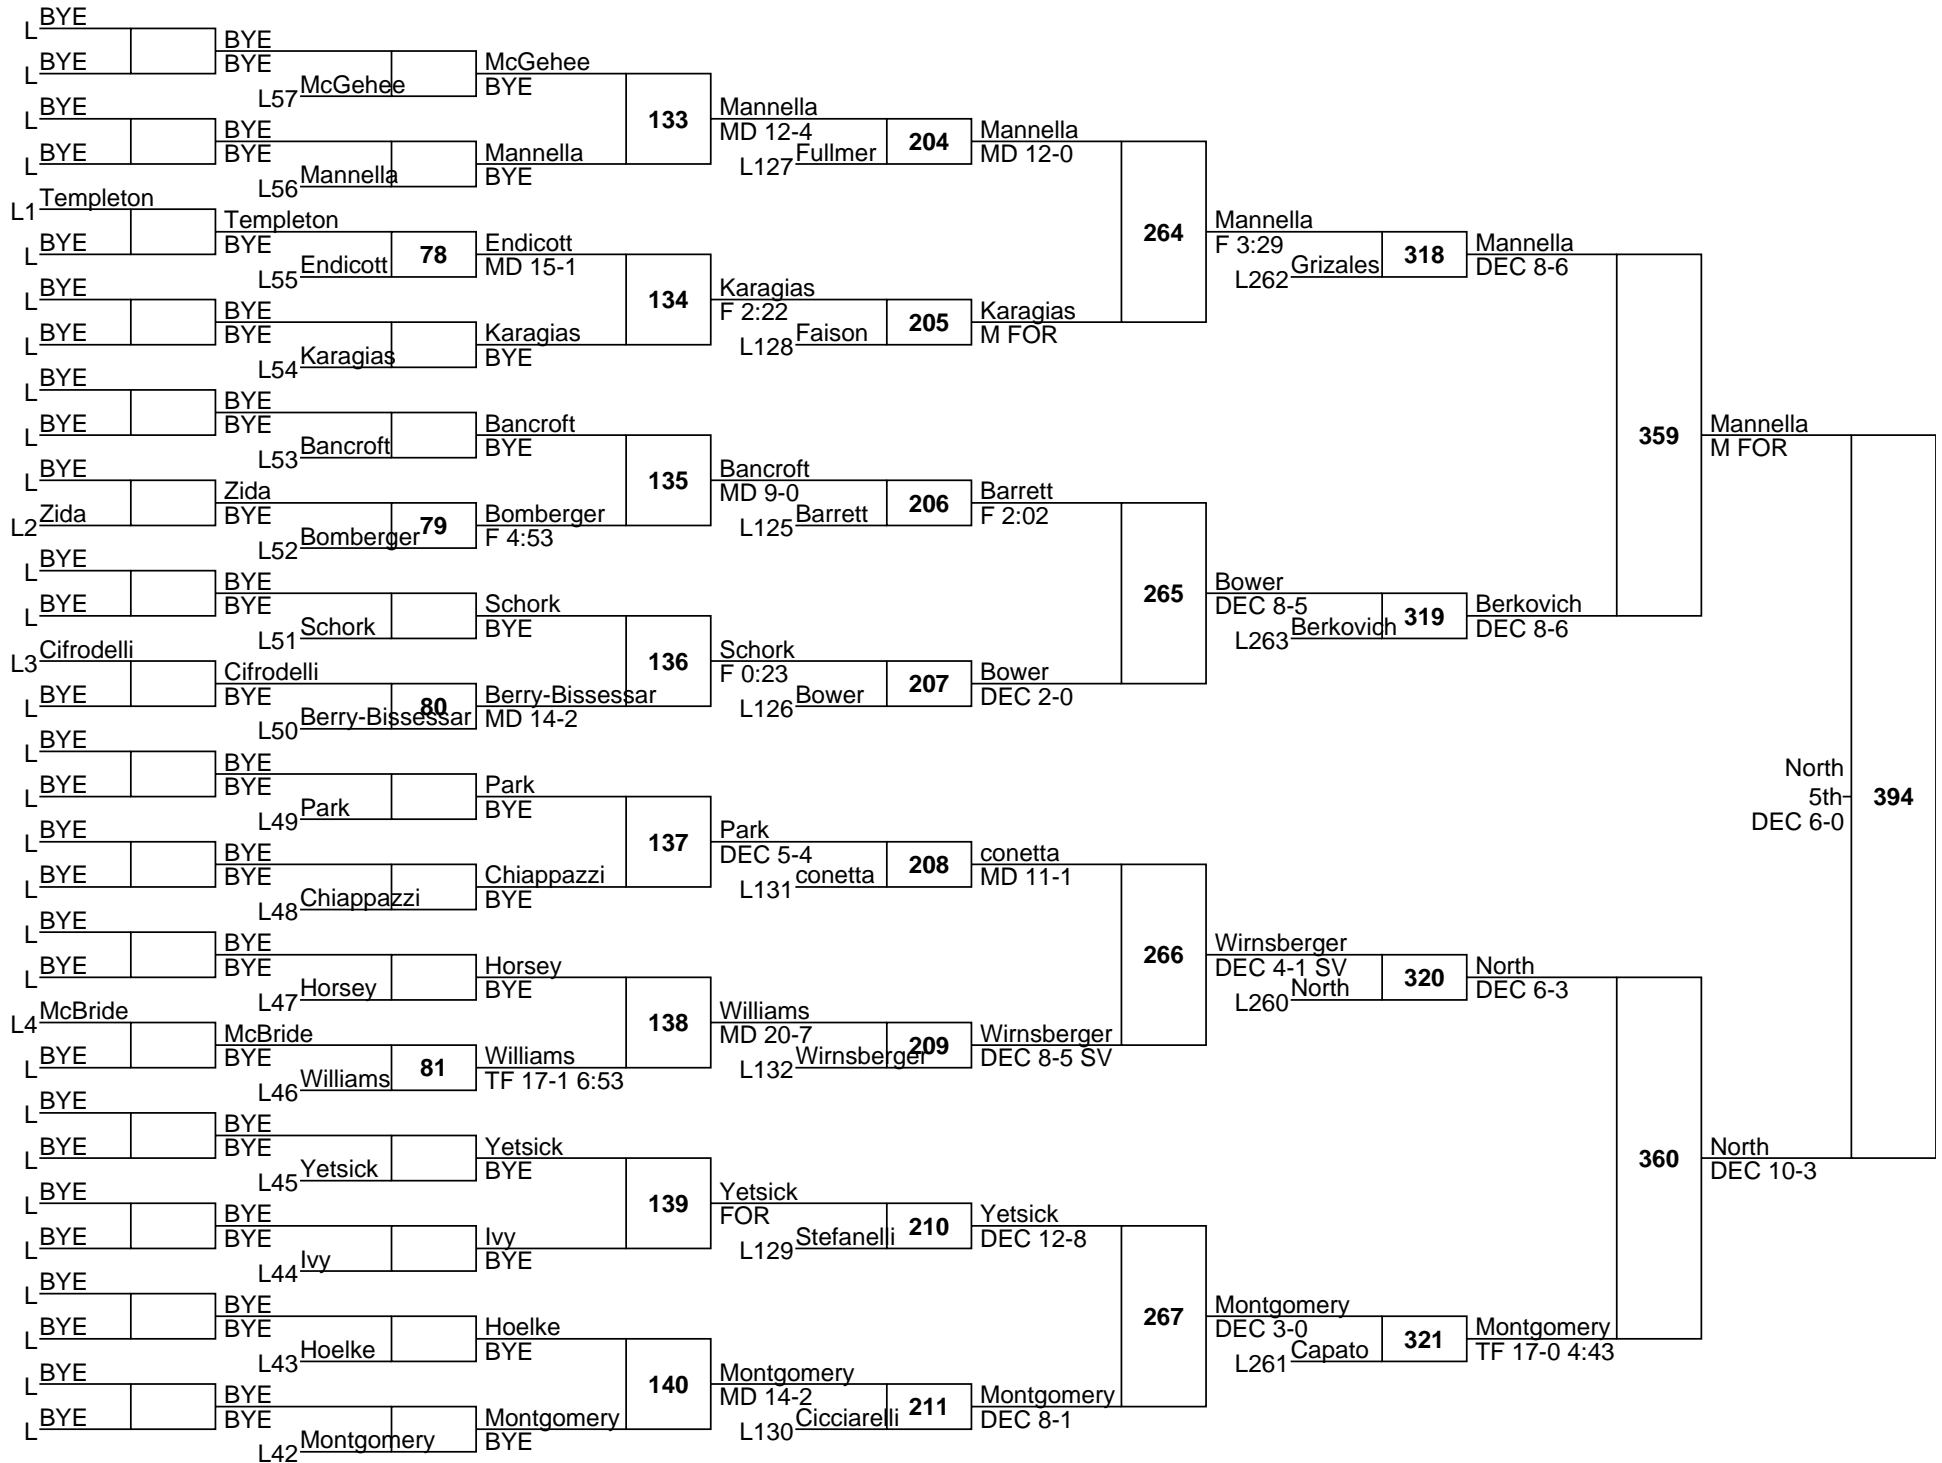 L BYE
L BYE
BYE
BYE
L57 McGehee
McGehee
BYE
L BYE
L BYE
BYE
BYE
L56 Mannella
Mannella
BYE
133
Mannella
MD 12-4
L127 Fullmer
204
Mannella
MD 12-0
L1 Templeton
L BYE
Templeton
BYE
L55 Endicott
78
Endicott
MD 15-1
L BYE
L BYE
BYE
BYE
L54 Karagias
Karagias
BYE
134
Karagias
F 2:22
L128 Faison
205
Karagias
M FOR
264
Mannella
F 3:29
L262 Grizales
318
Mannella
DEC 8-6
L BYE
L BYE
BYE
BYE
L53 Bancroft
Bancroft
BYE
L BYE
L2 Zida
Zida
BYE
L52 Bomberger
79
Bomberger
F 4:53
135
Bancroft
MD 9-0
L125 Barrett
206
Barrett
F 2:02
L BYE
L BYE
BYE
BYE
L51 Schork
Schork
BYE
L3 Cifrodelli
L BYE
Cifrodelli
BYE
L50 Berry-Bissessar
80
Berry-Bissessar
MD 14-2
136
Schork
F 0:23
L126 Bower
207
Bower
DEC 2-0
265
Bower
DEC 8-5
L263 Berkovich
319
Berkovich
DEC 8-6
359
Mannella
M FOR
L BYE
L BYE
BYE
BYE
L49 Park
Park
BYE
L BYE
L BYE
BYE
BYE
L48 Chiappazzi
Chiappazzi
BYE
137
Park
DEC 5-4
L131 conetta
208
conetta
MD 11-1
L BYE
L BYE
BYE
BYE
L47 Horsey
Horsey
BYE
L4 McBride
L BYE
McBride
BYE
L46 Williams
81
Williams
TF 17-1 6:53
138
Williams
MD 20-7
L132 Wirnsberger
209
Wirnsberger
DEC 8-5 SV
266
Wirnsberger
DEC 4-1 SV
L260 North
320
North
DEC 6-3
L BYE
L BYE
BYE
BYE
L45 Yetsick
Yetsick
BYE
L BYE
L BYE
BYE
BYE
L44 Ivy
Ivy
BYE
139
Yetsick
FOR
L129 Stefanelli
210
Yetsick
DEC 12-8
L BYE
L BYE
BYE
BYE
L43 Hoelke
Hoelke
BYE
L BYE
L BYE
BYE
BYE
L42 Montgomery
Montgomery
BYE
140
Montgomery
MD 14-2
L130 Cicciarelli
211
Montgomery
DEC 8-1
267
Montgomery
DEC 3-0
L261 Capato
321
Montgomery
TF 17-0 4:43
360
North
DEC 10-3
North
5th
DEC 6-0
394